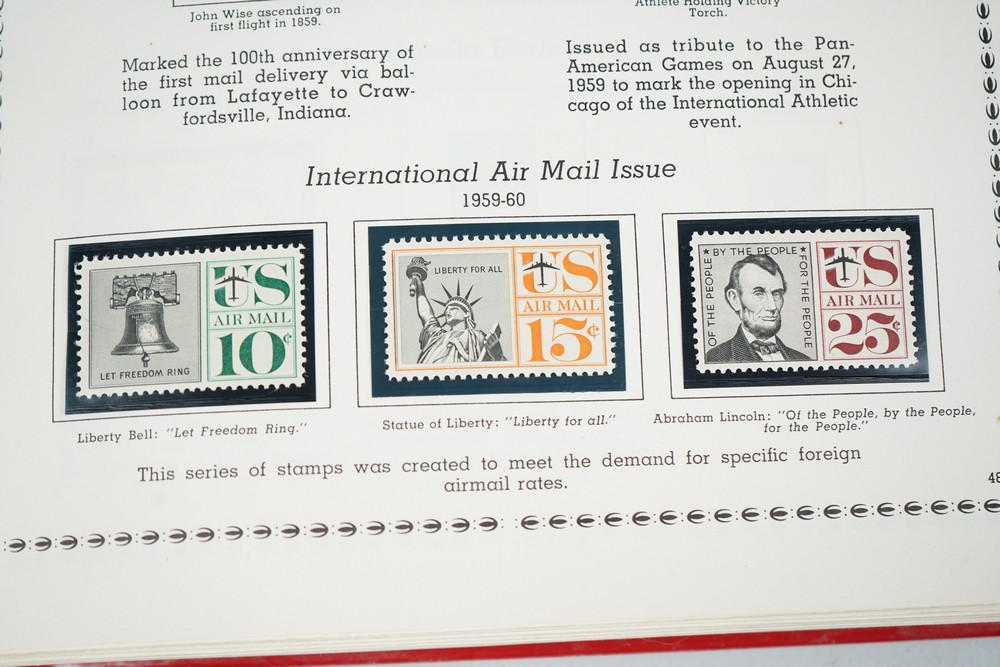 John Wise ascending on
first flight in 1859.
Marked the 100th anniversary of
the first mail delivery via bal-
loon from Lafayette to Craw-
fordsville, Indiana.
Athlete Holding Victory
Torch.
Issued as tribute to the Pan-
American Games on August 27,
1959 to mark the opening in Chi-
cago of the International Athletic
event.
International Air Mail Issue
1959-60
LET FREEDOM RING
US
AIR MAIL
10¢
LIBERTY FOR ALL
US
AIR MAIL
15¢
OF THE PEOPLE ★ BY THE PEOPLE ★ FOR THE PEOPLE
US
AIR MAIL
25¢
Liberty Bell: "Let Freedom Ring."
Statue of Liberty: "Liberty for all."
Abraham Lincoln: "Of the People, by the People,
for the People."
This series of stamps was created to meet the demand for specific foreign
airmail rates.
48